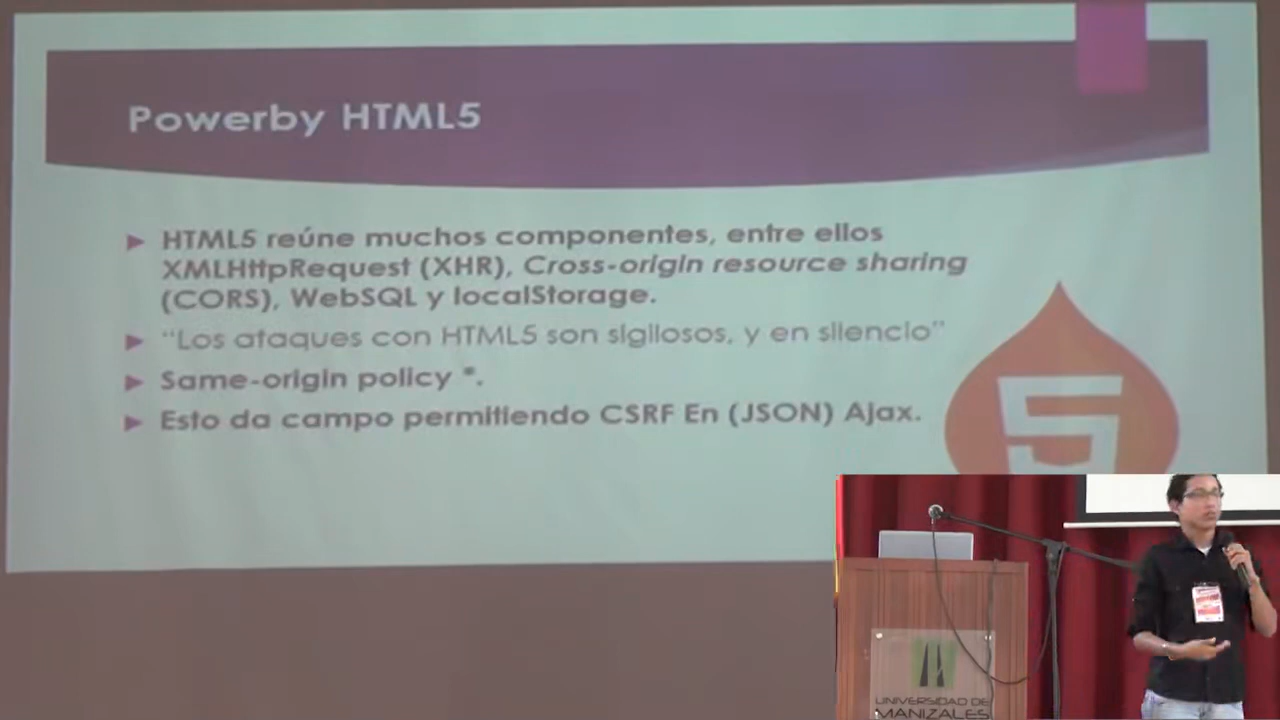 Powerby HTML5
HTML5 reúne muchos componentes, entre ellos
XMLHttpRequest (XHR), Cross-origin resource sharing
(CORS), WebSQL y localStorage.
“Los ataques con HTML5 son sigilosos, y en silencio”
Same-origin policy *.
Esto da campo permitiendo CSRF En (JSON) Ajax.
5
UNIVERSIDAD DE
MANIZALES